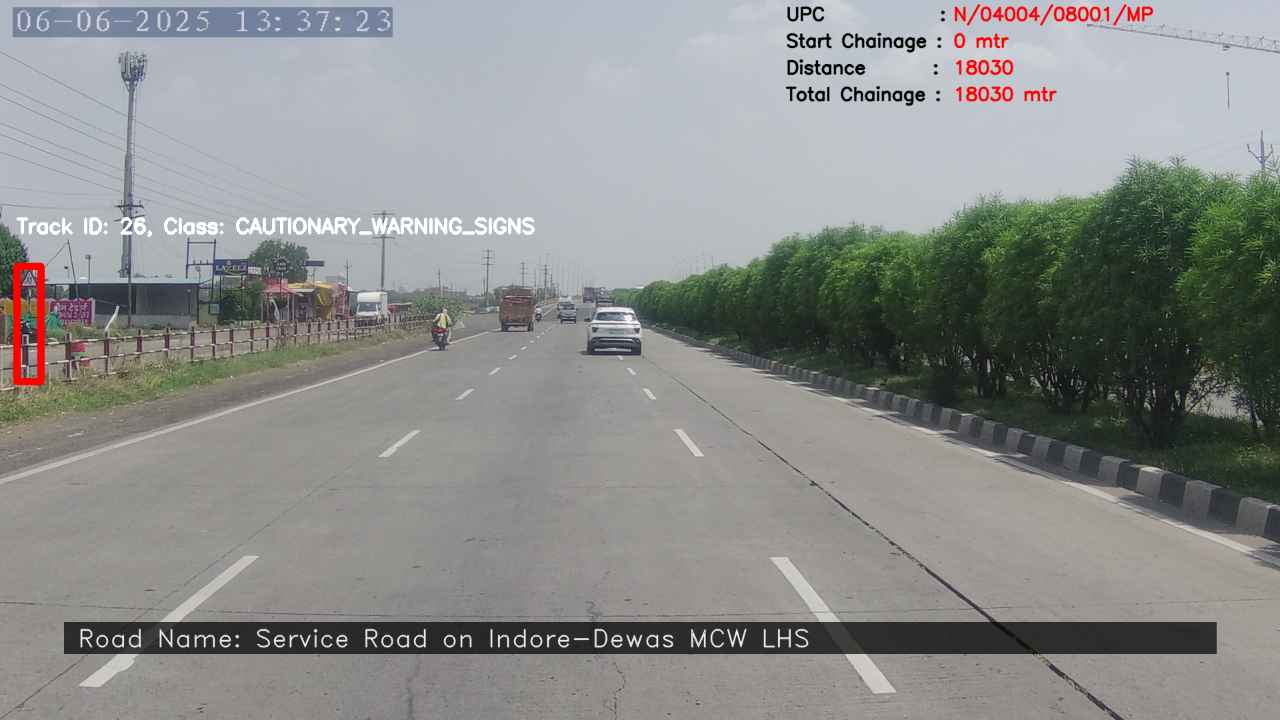 06-06-2025 13:37:23
UPC : N/04004/08001/MP
Start Chainage : 0 mtr
Distance : 18030
Total Chainage : 18030 mtr
Track ID: 26, Class: CAUTIONARY_WARNING_SIGNS
Road Name: Service Road on Indore-Dewas MCW LHS